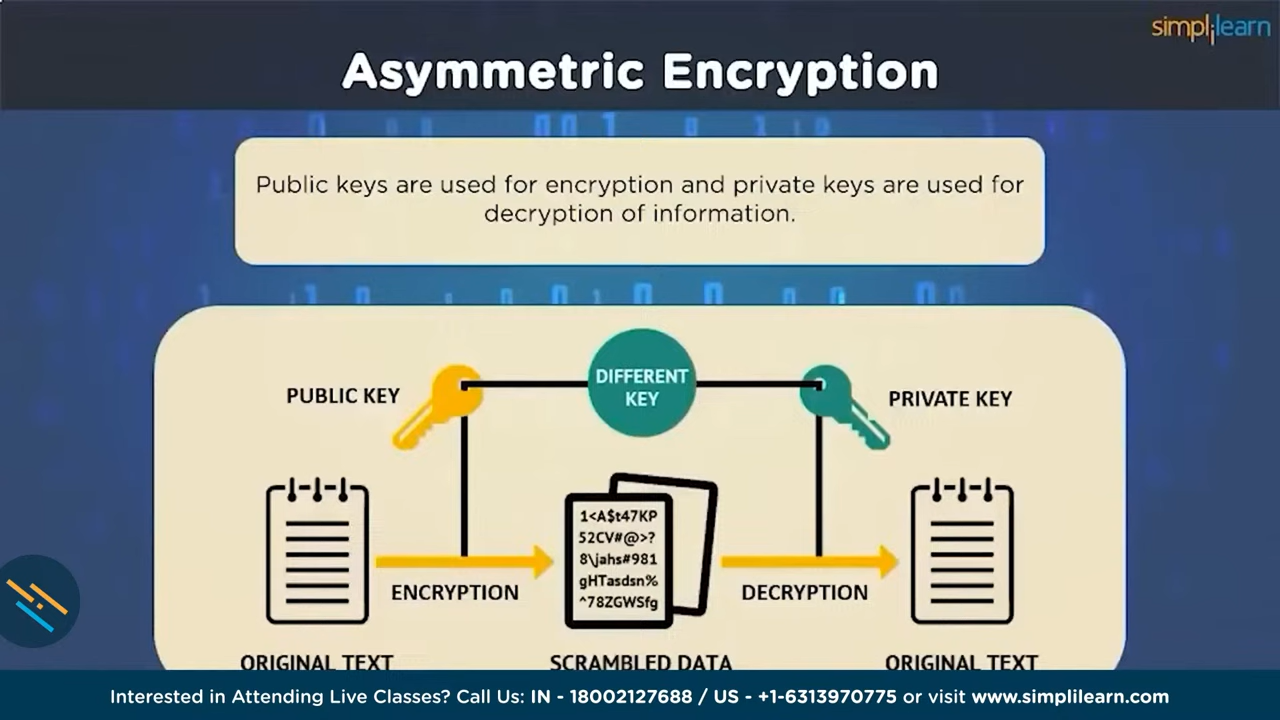 simplilearn
Asymmetric Encryption
Public keys are used for encryption and private keys are used for
decryption of information.
PUBLIC KEY
DIFFERENT
KEY
PRIVATE KEY
1<A$t47KP
52CV#@>?
8\jahs#981
gHTasdsn%
^78ZGWSfg
ENCRYPTION
DECRYPTION
ORIGINAL TEXT
SCRAMBLED DATA
ORIGINAL TEXT
Interested in Attending Live Classes? Call Us: IN - 18002127688 / US - +1-6313970775 or visit www.simplilearn.com